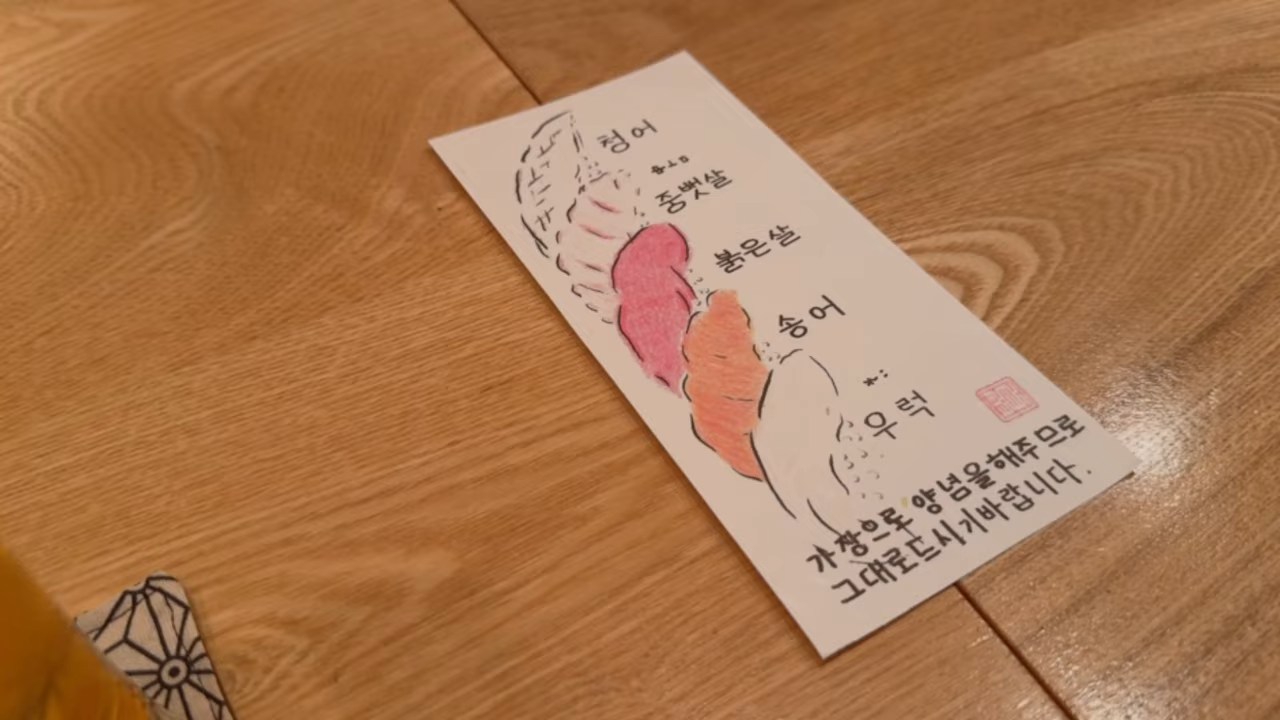 청어
중뱃살
붉은살
송어
우럭
가장으로 양념을해주므로
그대로드시기바랍니다.